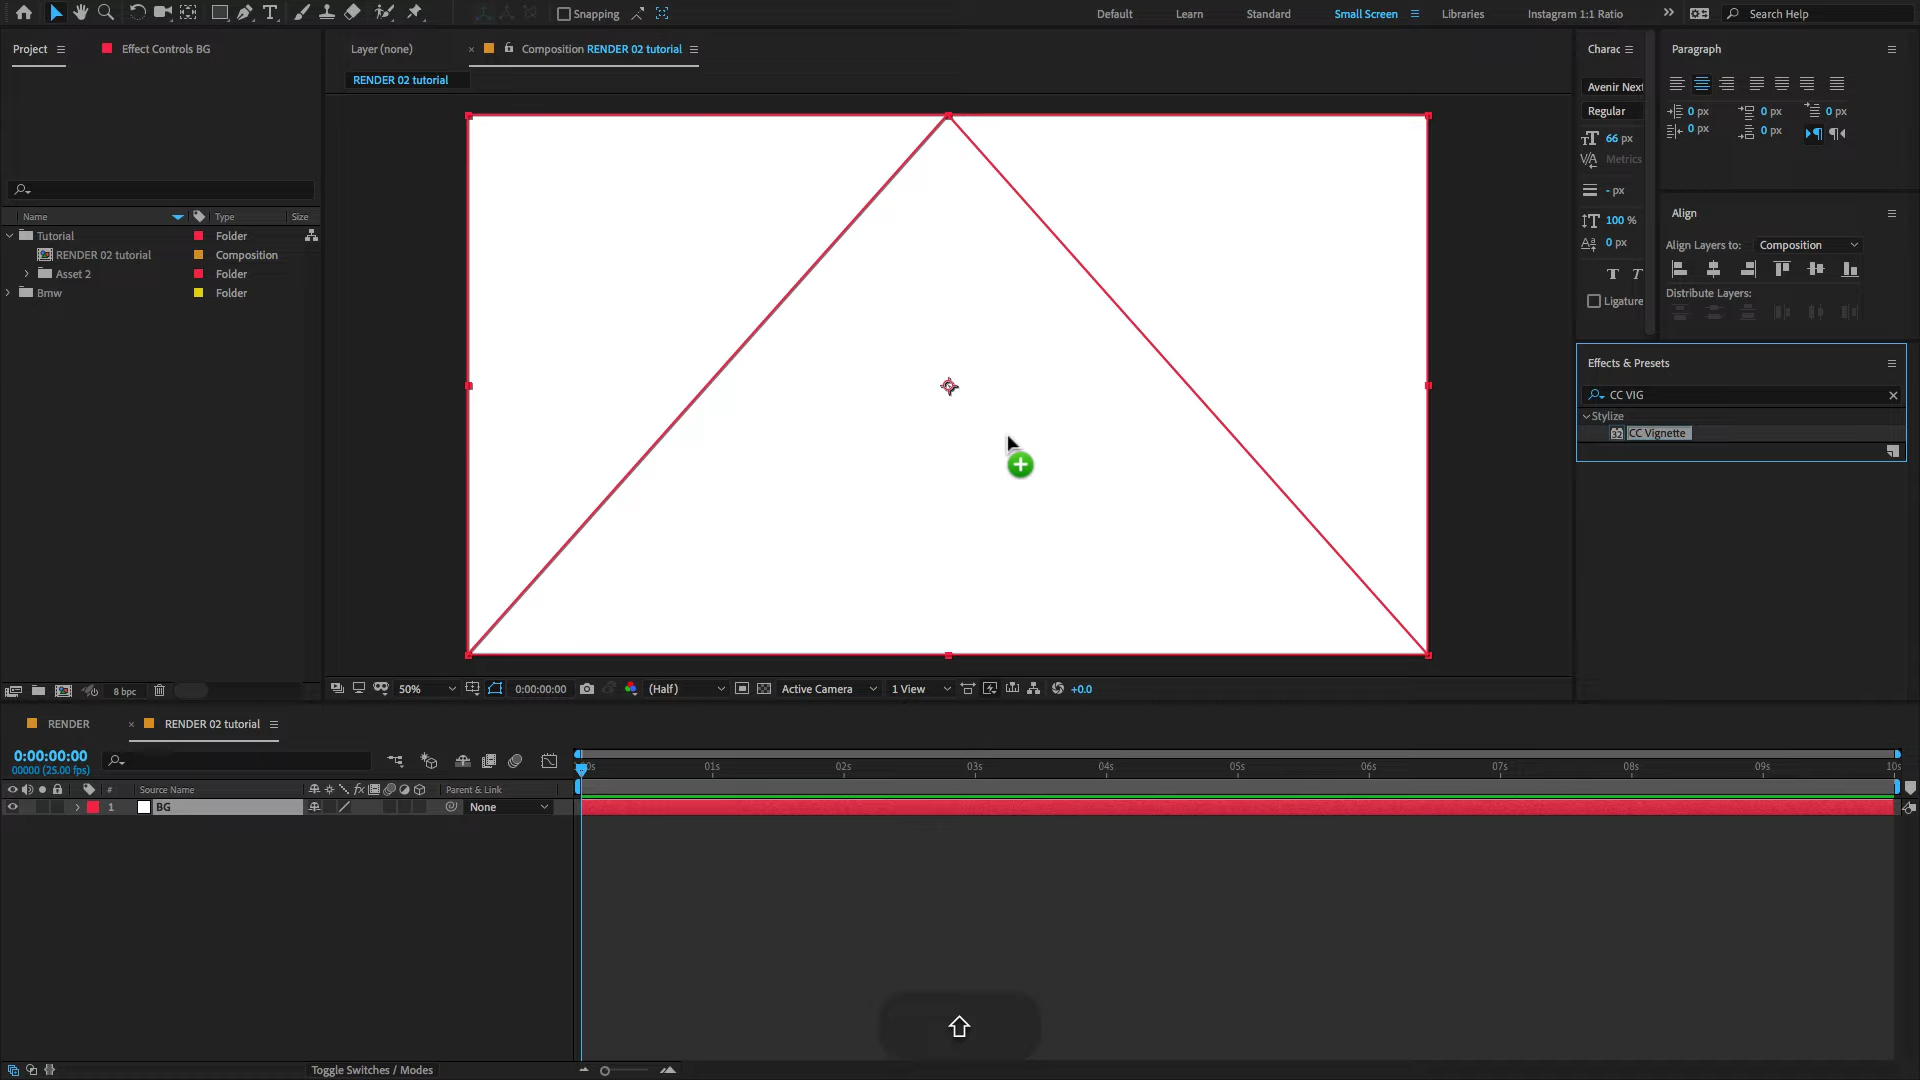 Snapping
Default
Learn
Standard
Small Screen
Libraries
Instagram 1:1 Ratio
Search Help
Project
Effect Controls BG
Layer (none)
Composition RENDER 02 tutorial
RENDER 02 tutorial
Charac
Paragraph
Avenir Next
Regular
66 px
Metrics
- px
100 %
0 px
Ligature
0 px
0 px
0 px
0 px
0 px
Align
Align Layers to:
Composition
Distribute Layers:
Effects & Presets
CC VIG
Stylize
32
CC Vignette
Name
Type
Size
Tutorial
Folder
RENDER 02 tutorial
Composition
Asset 2
Folder
Bmw
Folder
8 bpc
50%
0:00:00:00
(Half)
Active Camera
1 View
+0.0
RENDER
RENDER 02 tutorial
0:00:00:00
00000 (25.00 fps)
#
Source Name
fx
Parent & Link
1
BG
None
01s
02s
03s
04s
05s
06s
07s
08s
09s
10s
Toggle Switches / Modes